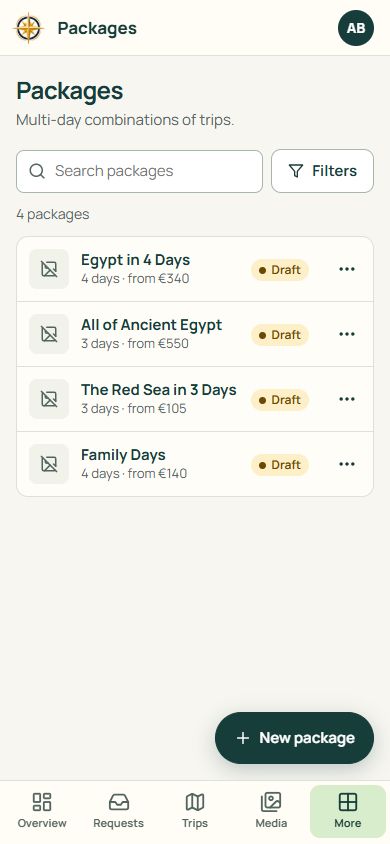 Packages
AB
Packages
Multi-day combinations of trips.
Search packages
Filters
4 packages
Egypt in 4 Days
4 days · from €340
Draft
All of Ancient Egypt
3 days · from €550
Draft
The Red Sea in 3 Days
3 days · from €105
Draft
Family Days
4 days · from €140
Draft
New package
Overview
Requests
Trips
Media
More